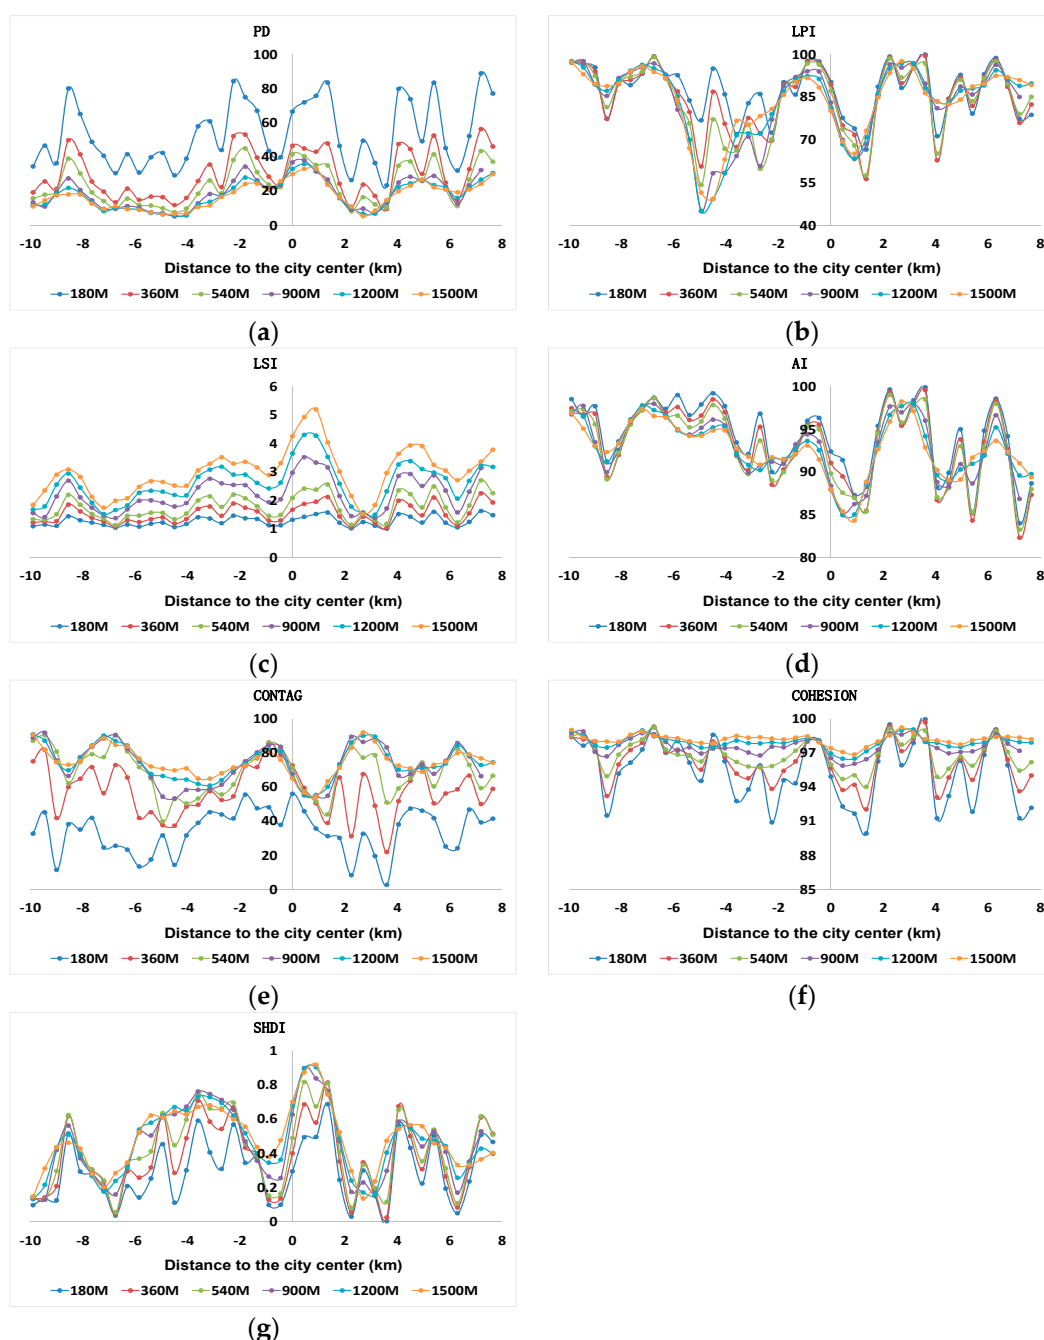 PD
100
80
60
40
20
0
-10 -8 -6 -4 -2 0 2 4 6 8
Distance to the city center (km)
180M 360M 540M 900M 1200M 1500M
(a)
LPI
100
85
70
55
40
-10 -8 -6 -4 -2 0 2 4 6 8
Distance to the city center (km)
180M 360M 540M 900M 1200M 1500M
(b)
LSI
6
5
4
3
2
1
0
-10 -8 -6 -4 -2 0 2 4 6 8
Distance to the city center (km)
180M 360M 540M 900M 1200M 1500M
(c)
AI
100
95
90
85
80
-10 -8 -6 -4 -2 0 2 4 6 8
Distance to the city center (km)
180M 360M 540M 900M 1200M 1500M
(d)
CONTAG
100
80
60
40
20
0
-10 -8 -6 -4 -2 0 2 4 6 8
Distance to the city center (km)
180M 360M 540M 900M 1200M 1500M
(e)
COHESION
100
97
94
91
88
85
-10 -8 -6 -4 -2 0 2 4 6 8
Distance to the city center (km)
180M 360M 540M 900M 1200M 1500M
(f)
SHDI
1
0.8
0.6
0.4
0.2
0
-10 -8 -6 -4 -2 0 2 4 6 8
Distance to the city center (km)
180M 360M 540M 900M 1200M 1500M
(g)